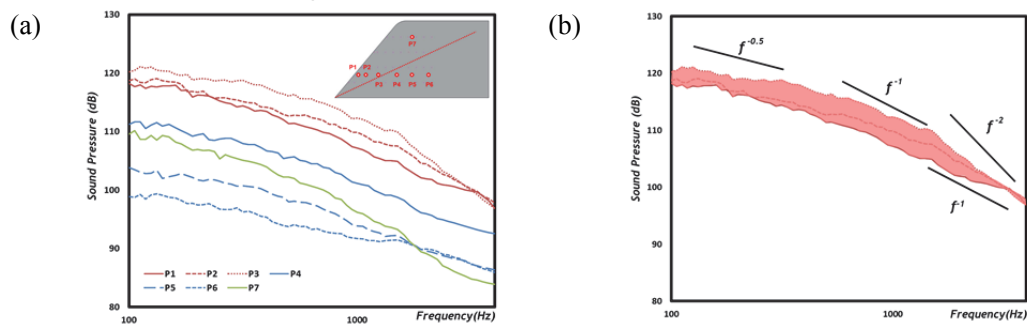 (a)
Sound Pressure (dB)
130
120
110
100
90
80
P1 P2
P3 P4 P5 P6
P7
P1 P2 P3 P4
P5 P6 P7
100
1000
Frequency(Hz)
(b)
Sound Pressure (dB)
130
120
110
100
90
80
f^-0.5
f^-1
f^-2
f^-1
100
1000
Frequency(Hz)